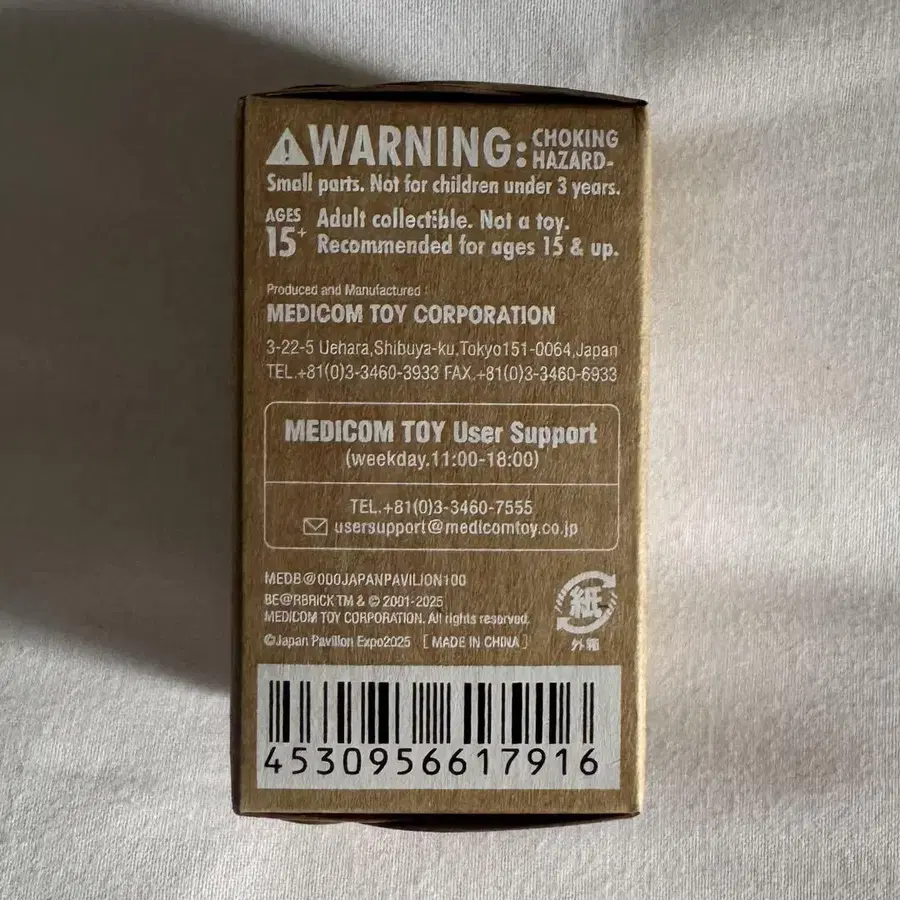 WARNING: CHOKING HAZARD-
Small parts. Not for children under 3 years.
AGES 15+ Adult collectible. Not a toy.
Recommended for ages 15 & up.
Produced and Manufactured :
MEDICOM TOY CORPORATION
3-22-5 Uehara,Shibuya-ku,Tokyo151-0064,Japan
TEL.+81(0)3-3460-3933 FAX.+81(0)3-3460-6933
MEDICOM TOY User Support
(weekday.11:00-18:00)
TEL.+81(0)3-3460-7555
usersupport@medicomtoy.co.jp
MEDB@000JAPANPAVILION100
BE@RBRICK TM & © 2001-2025
MEDICOM TOY CORPORATION. All rights reserved.
©Japan Pavilion Expo2025 [ MADE IN CHINA ]
紙
外箱
4530956617916